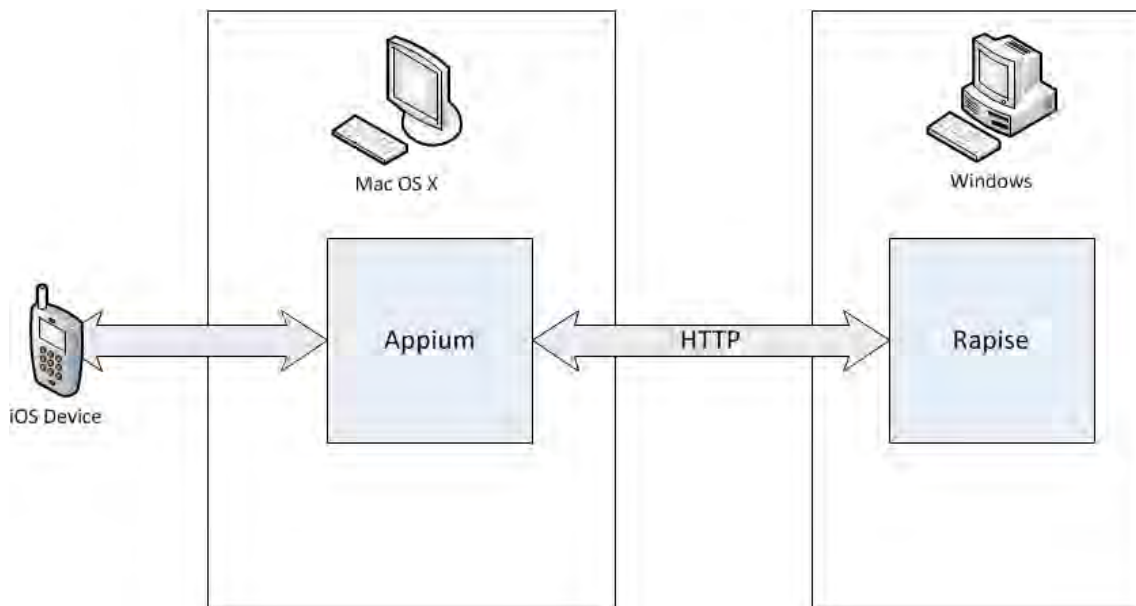 Mac OS X
Windows
Appium
HTTP
Rapise
iOS Device